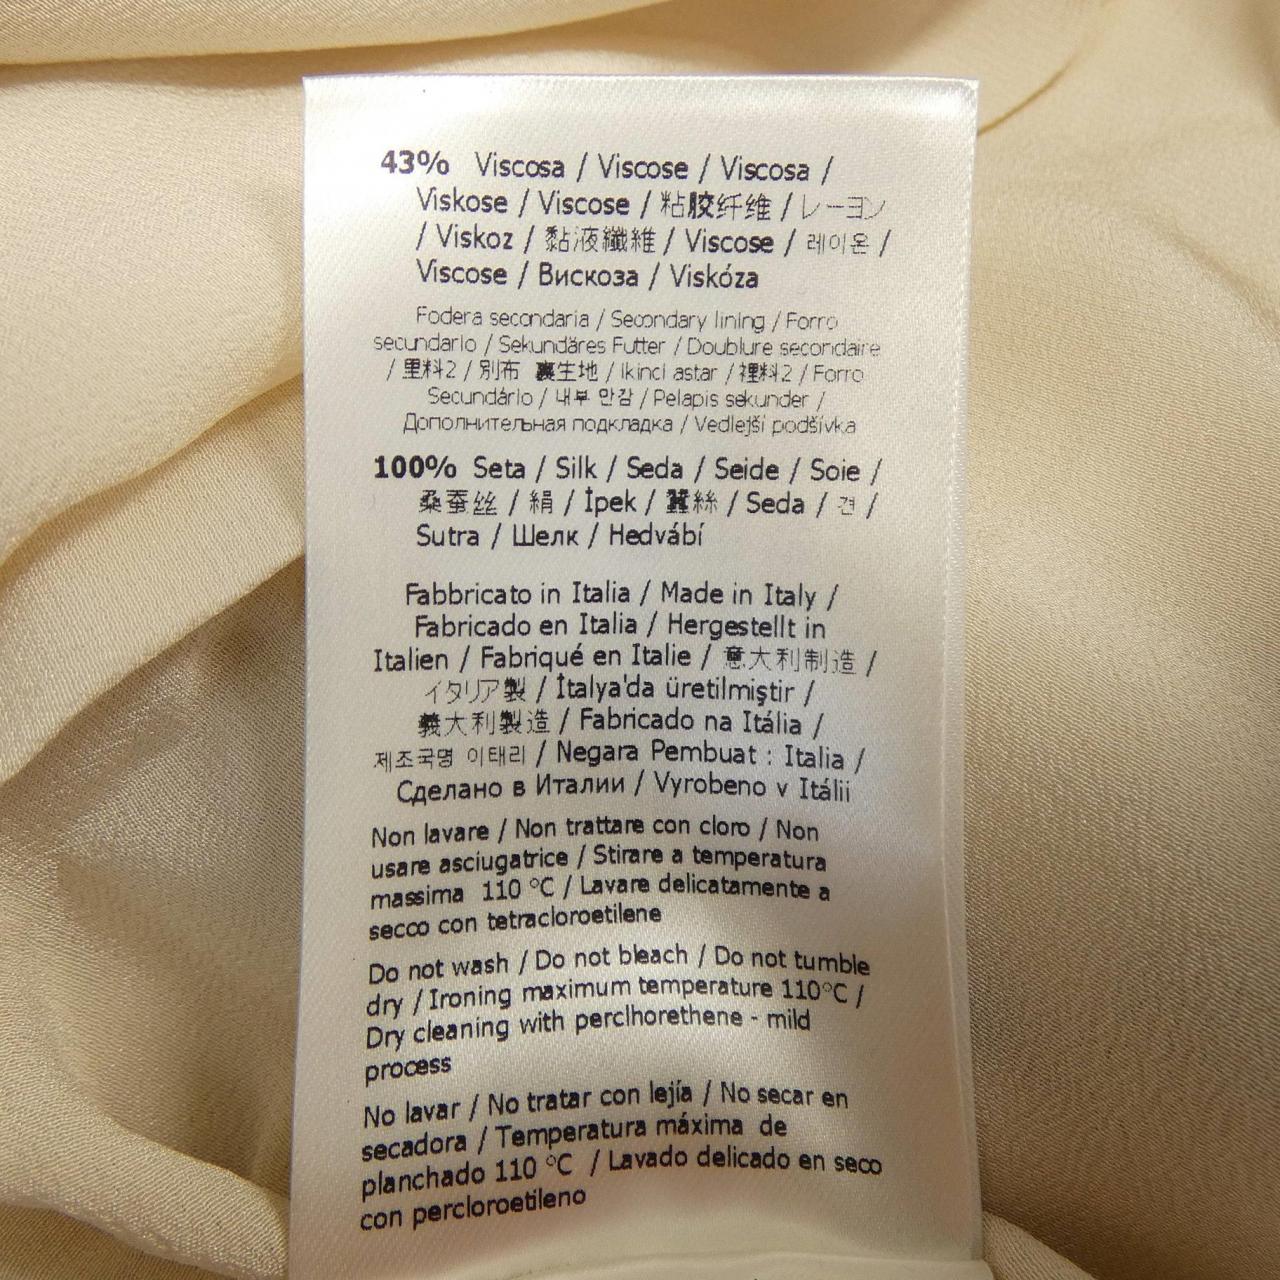 43% Viscosa / Viscose / Viscosa /
Viskose / Viscose / 粘胶纤维 / レーヨン
/ Viskoz / 黏液纖維 / Viscose / 레이온 /
Viscose / Вискоза / Viskóza
Fodera secondaria / Secondary lining / Forro
secundario / Sekundäres Futter / Doublure secondaire
/ 里料2 / 別布 裏生地 / Ikinci astar / 裡料2 / Forro
Secundário / 내부 안감 / Pelapis sekunder /
Дополнительная подкладка / Vedlejší podšívka
100% Seta / Silk / Seda / Seide / Soie /
桑蚕丝 / 絹 / İpek / 蠶絲 / Seda / 견 /
Sutra / Шелк / Hedvábí
Fabbricato in Italia / Made in Italy /
Fabricado en Italia / Hergestellt in
Italien / Fabriqué en Italie / 意大利制造 /
イタリア製 / İtalya'da üretilmiştir /
義大利製造 / Fabricado na Itália /
제조국명 이태리 / Negara Pembuat : Italia /
Сделано в Италии / Vyrobeno v Itálii
Non lavare / Non trattare con cloro / Non
usare asciugatrice / Stirare a temperatura
massima 110 °C / Lavare delicatamente a
secco con tetracloroetilene
Do not wash / Do not bleach / Do not tumble
dry / Ironing maximum temperature 110°C /
Dry cleaning with perclhorethene - mild
process
No lavar / No tratar con lejía / No secar en
secadora / Temperatura máxima de
planchado 110 °C / Lavado delicado en seco
con percloroetileno